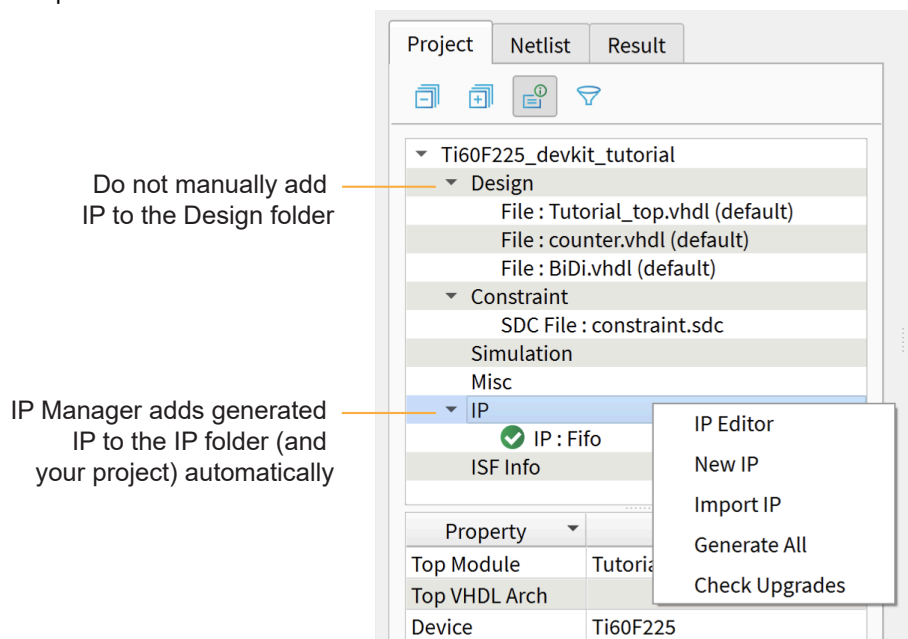 Project
Netlist
Result
Ti60F225_devkit_tutorial
Do not manually add
IP to the Design folder
Design
File : Tutorial_top.vhdl (default)
File : counter.vhdl (default)
File : BiDi.vhdl (default)
Constraint
SDC File : constraint.sdc
Simulation
Misc
IP Manager adds generated
IP to the IP folder (and
your project) automatically
IP
IP : Fifo
ISF Info
IP Editor
New IP
Import IP
Generate All
Check Upgrades
Property
Top Module
Top VHDL Arch
Device Ti60F225